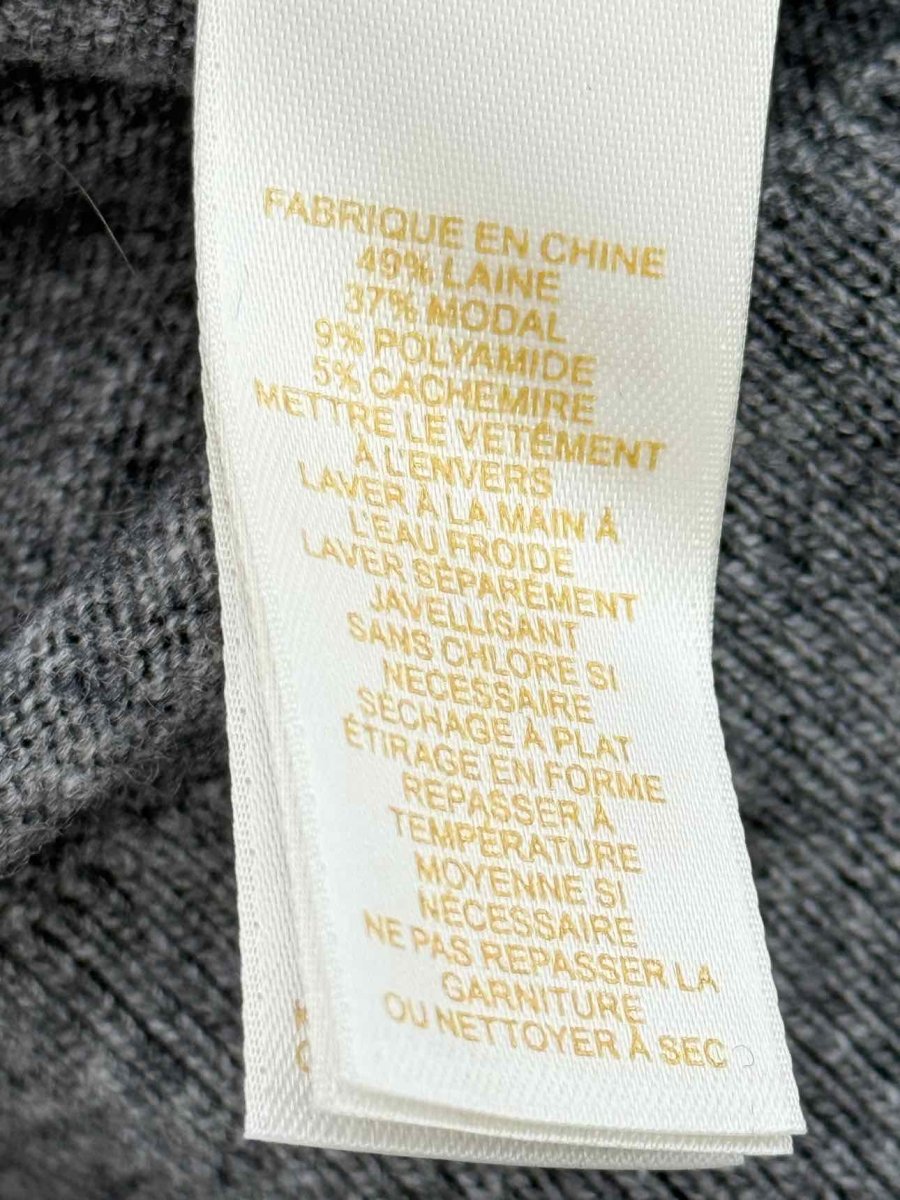 FABRIQUE EN CHINE
49% LAINE
37% MODAL
9% POLYAMIDE
5% CACHEMIRE
METTRE LE VETÊMENT
À L'ENVERS
LAVER À LA MAIN À
L'EAU FROIDE
LAVER SÉPARÉMENT
JAVELLISANT
SANS CHLORE SI
NÉCESSAIRE
SÉCHAGE À PLAT
ÉTIRAGE EN FORME
REPASSER À
TEMPÉRATURE
MOYENNE SI
NÉCESSAIRE
NE PAS REPASSER LA
GARNITURE
OU NETTOYER À SEC